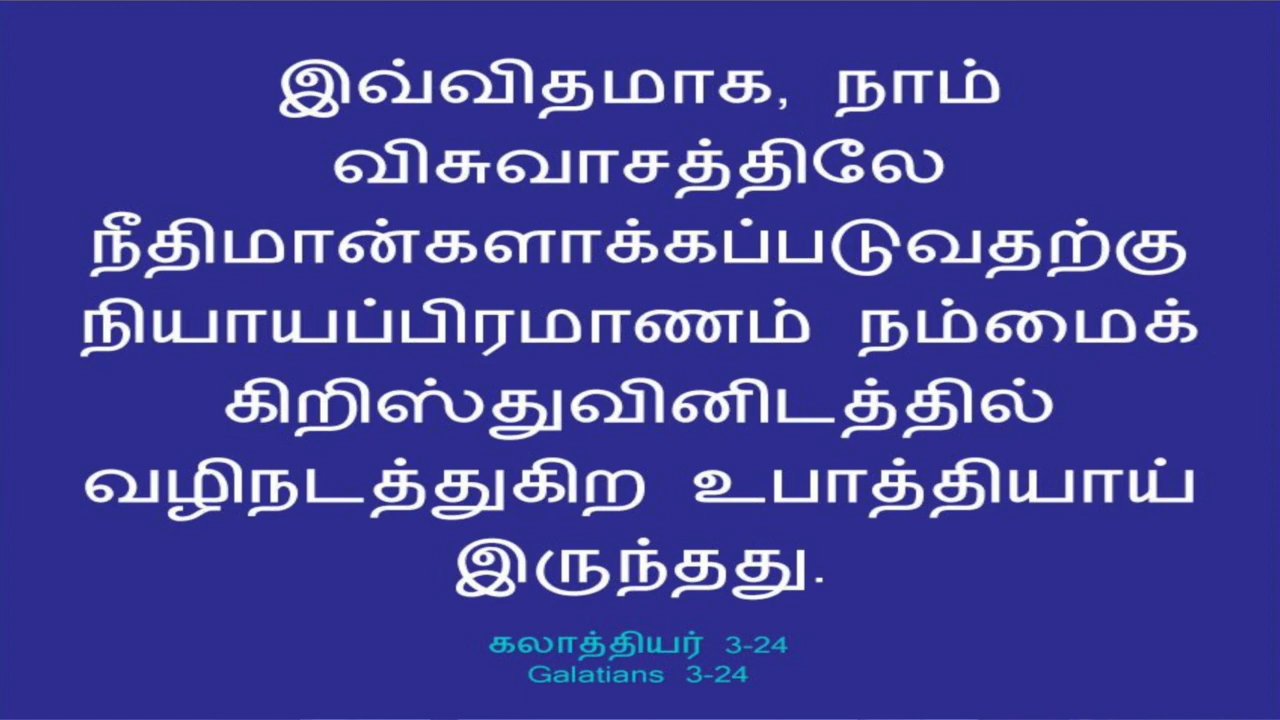 இவ்விதமாக, நாம்
விசுவாசத்திலே
நீதிமான்களாக்கப்படுவதற்கு
நியாயப்பிரமாணம் நம்மைக்
கிறிஸ்துவினிடத்தில்
வழிநடத்துகிற உபாத்தியாய்
இருந்தது.
கலாத்தியர் 3-24
Galatians 3-24